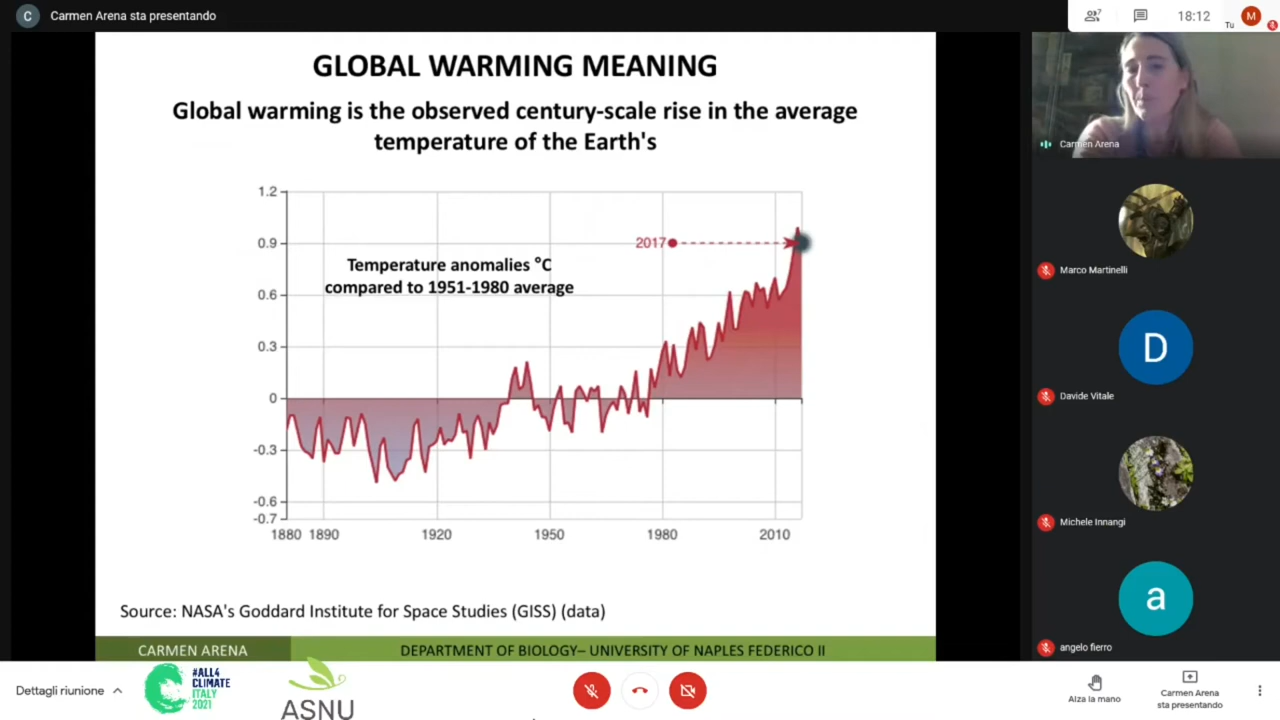 C
Carmen Arena sta presentando
7
18:12
Tu
M
GLOBAL WARMING MEANING
Global warming is the observed century-scale rise in the average
temperature of the Earth's
1.2
0.9
0.6
0.3
0
-0.3
-0.6
-0.7
2017
Temperature anomalies °C
compared to 1951-1980 average
1880 1890 1920 1950 1980 2010
Source: NASA's Goddard Institute for Space Studies (GISS) (data)
CARMEN ARENA
DEPARTMENT OF BIOLOGY– UNIVERSITY OF NAPLES FEDERICO II
Carmen Arena
Marco Martinelli
D
Davide Vitale
Michele Innangi
a
angelo fierro
Dettagli riunione
#ALL4
CLIMATE
ITALY
2021
ASNU
Alza la mano
Carmen Arena
sta presentando